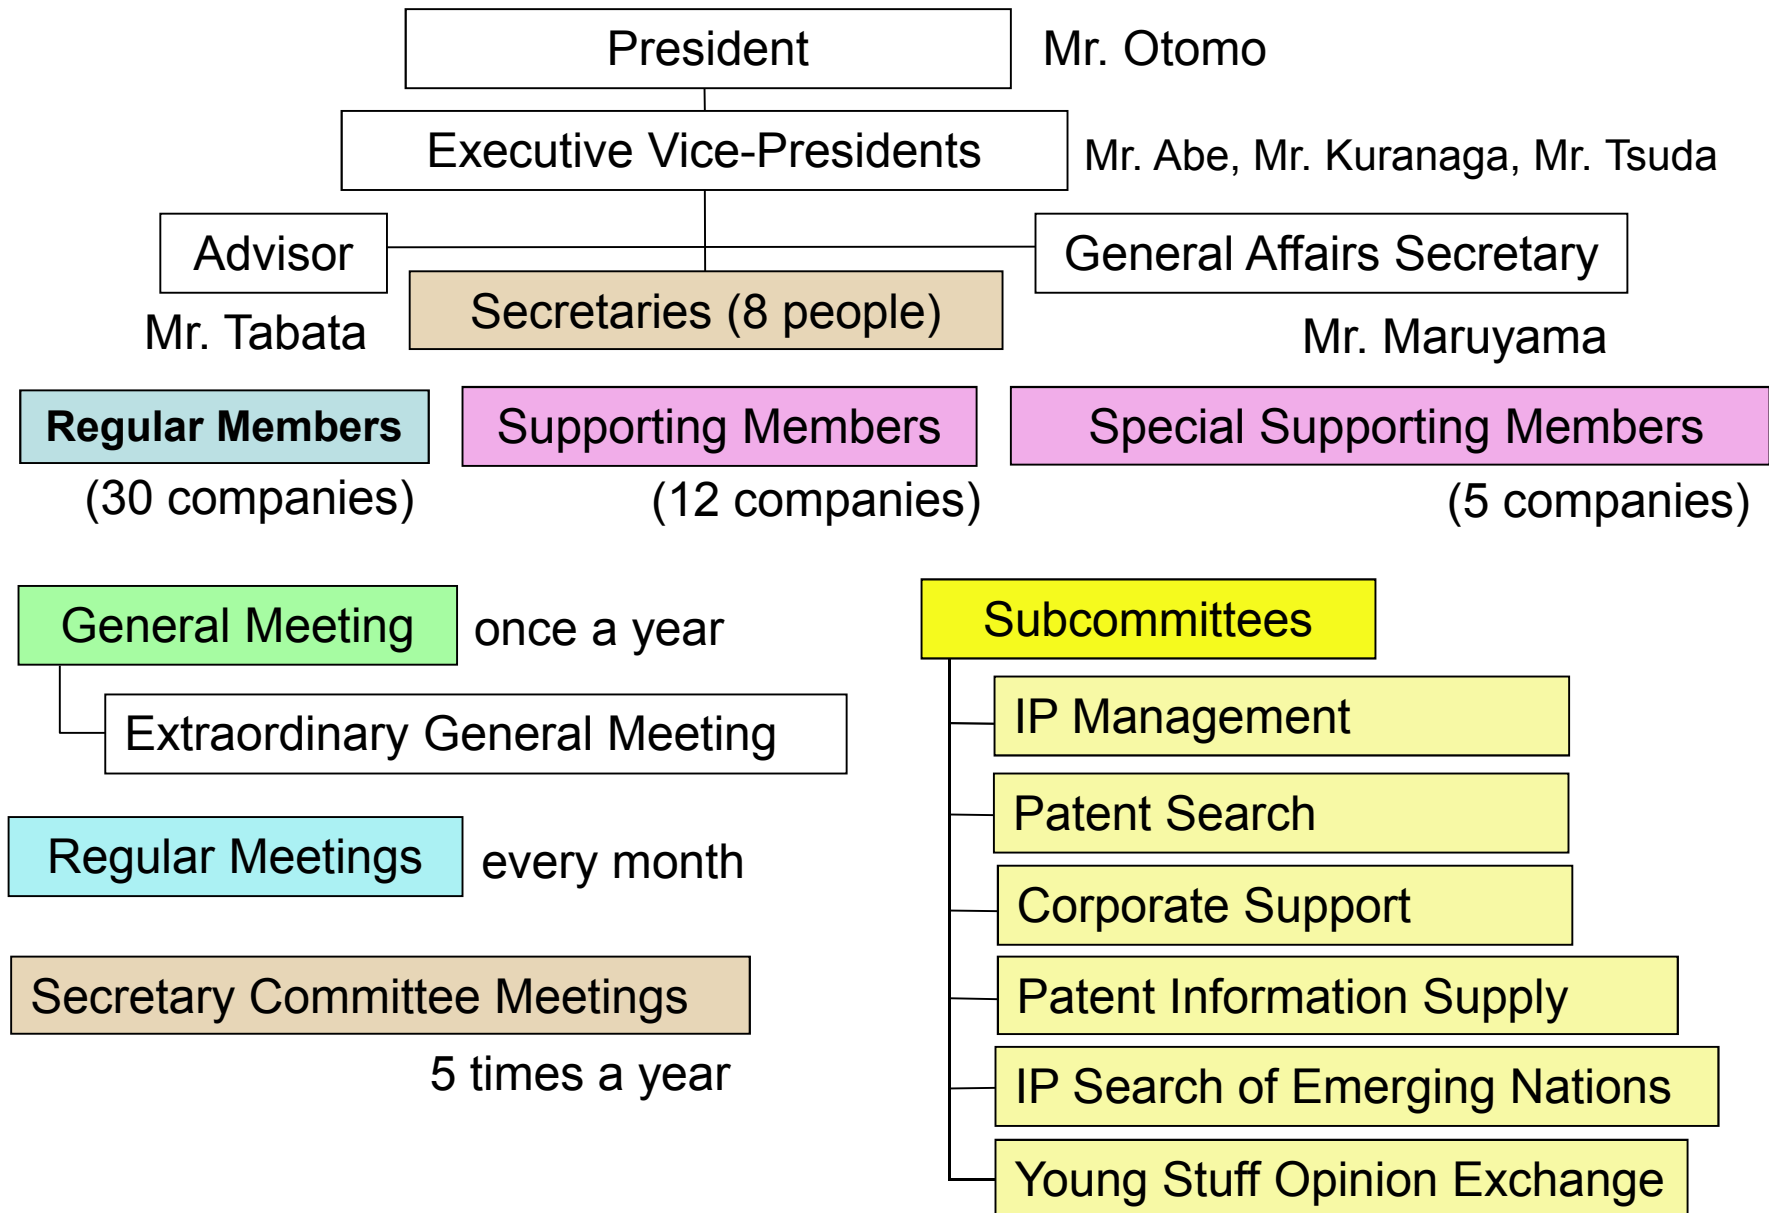 President
Mr. Otomo
Executive Vice-Presidents
Mr. Abe, Mr. Kuranaga, Mr. Tsuda
Advisor
General Affairs Secretary
Secretaries (8 people)
Mr. Tabata
Mr. Maruyama
Regular Members
Supporting Members
Special Supporting Members
(30 companies)
(12 companies)
(5 companies)
General Meeting
once a year
Extraordinary General Meeting
Regular Meetings
every month
Secretary Committee Meetings
5 times a year
Subcommittees
IP Management
Patent Search
Corporate Support
Patent Information Supply
IP Search of Emerging Nations
Young Stuff Opinion Exchange